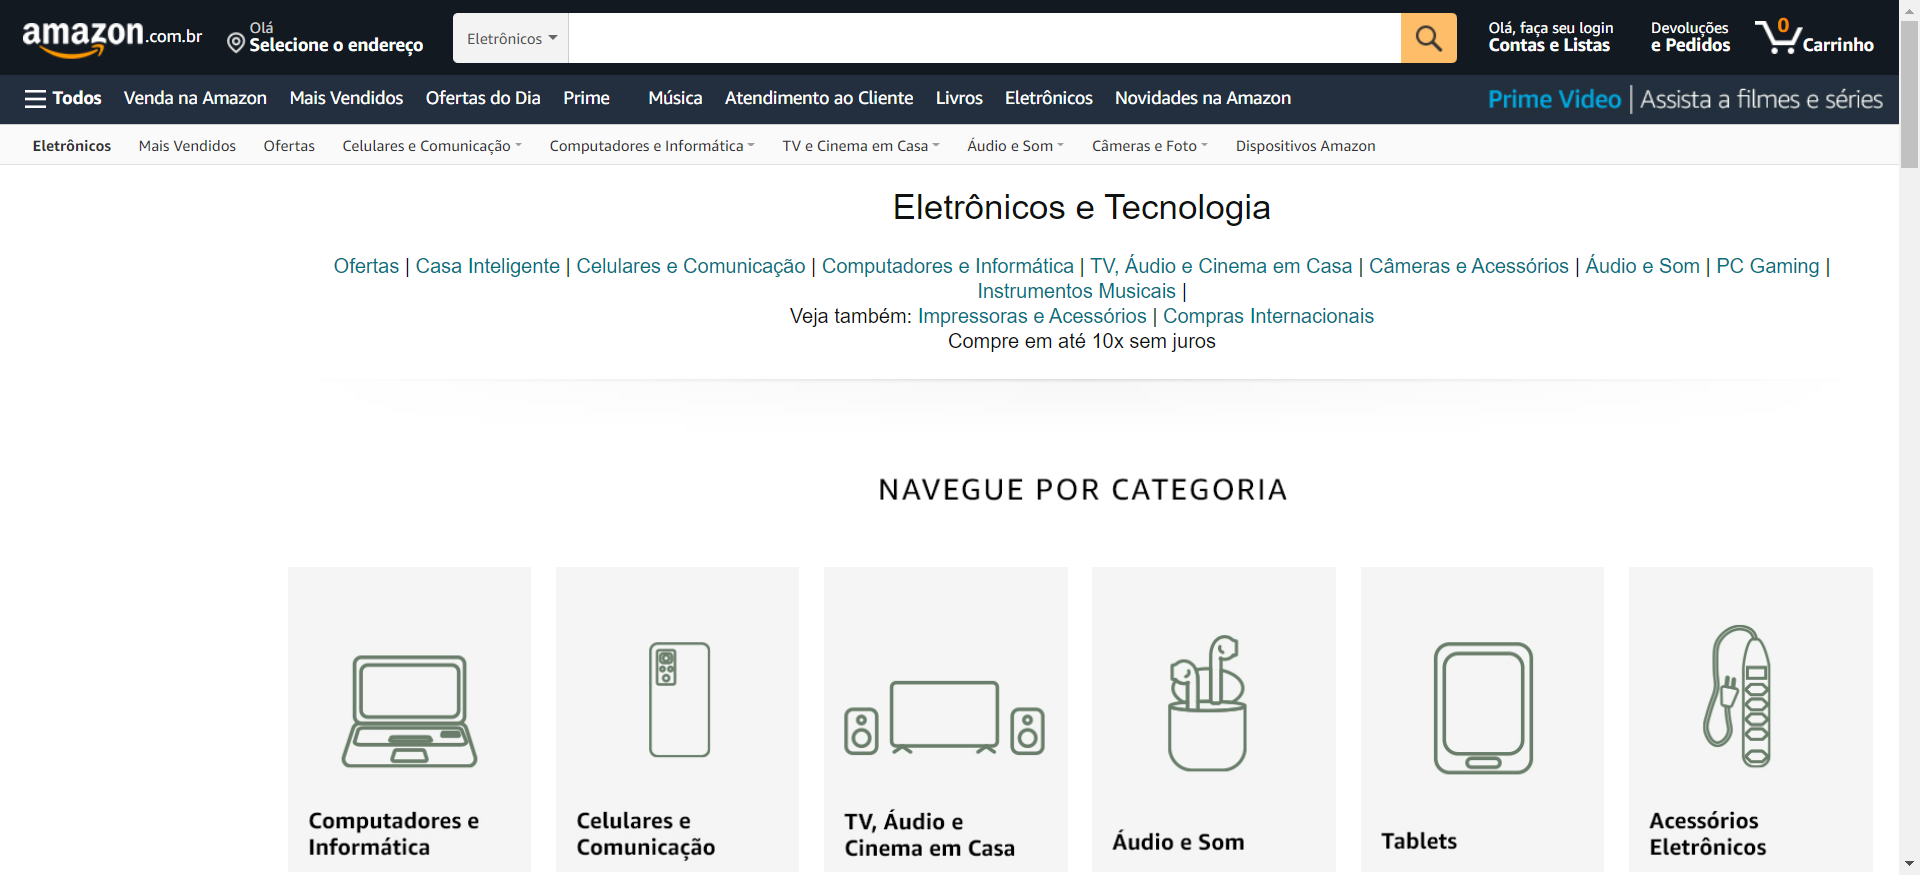 amazon.com.br
Olá
Selecione o endereço
Eletrônicos
Olá, faça seu login
Contas e Listas
Devoluções
e Pedidos
0
Carrinho
Todos Venda na Amazon Mais Vendidos Ofertas do Dia Prime Música Atendimento ao Cliente Livros Eletrônicos Novidades na Amazon
Prime Video | Assista a filmes e séries
Eletrônicos Mais Vendidos Ofertas Celulares e Comunicação Computadores e Informática TV e Cinema em Casa Áudio e Som Câmeras e Foto Dispositivos Amazon
Eletrônicos e Tecnologia
Ofertas | Casa Inteligente | Celulares e Comunicação | Computadores e Informática | TV, Áudio e Cinema em Casa | Câmeras e Acessórios | Áudio e Som | PC Gaming |
Instrumentos Musicais |
Veja também: Impressoras e Acessórios | Compras Internacionais
Compre em até 10x sem juros
NAVEGUE POR CATEGORIA
Computadores e
Informática
Celulares e
Comunicação
TV, Áudio e
Cinema em Casa
Áudio e Som
Tablets
Acessórios
Eletrônicos